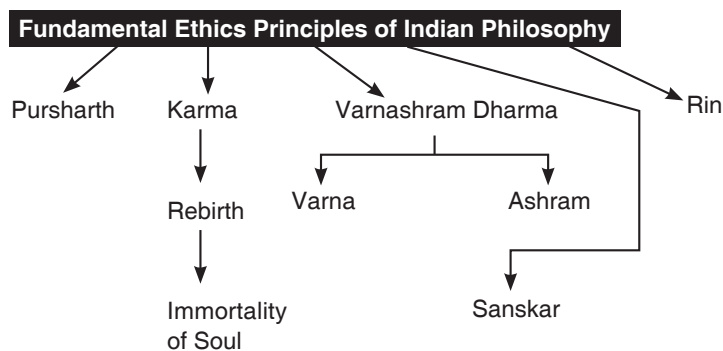 Fundamental Ethics Principles of Indian Philosophy
Pursharth
Karma
Varnashram Dharma
Rin
Rebirth
Varna
Ashram
Immortality
of Soul
Sanskar